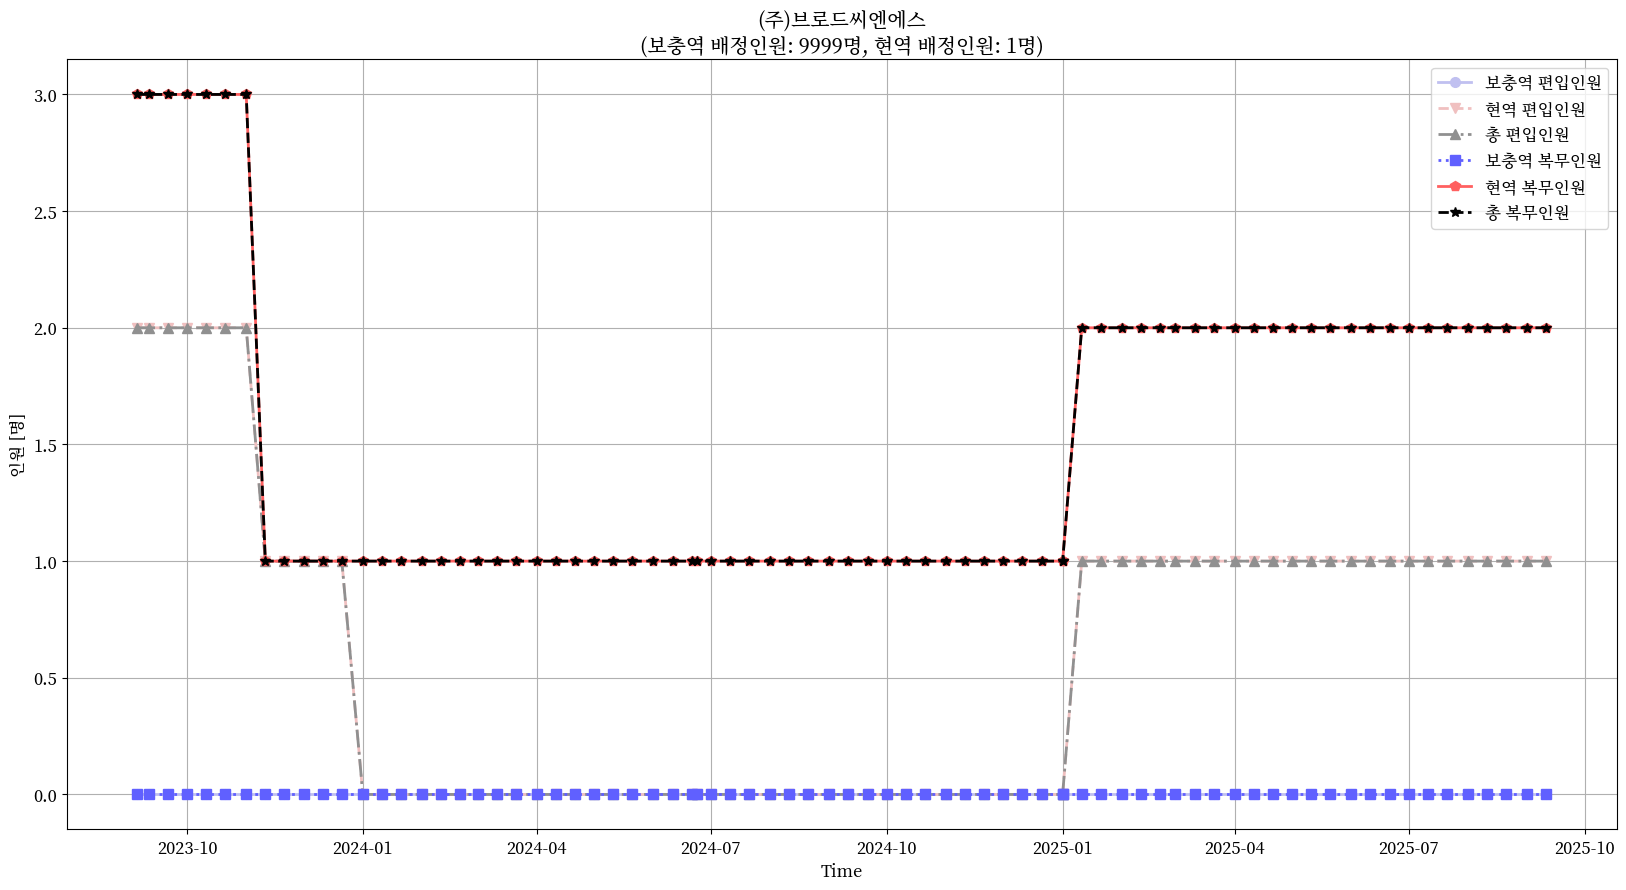 (주)브로드씨엔에스
(보충역 배정인원: 9999명, 현역 배정인원: 1명)
인원 [명]
3.0
2.5
2.0
1.5
1.0
0.5
0.0
보충역 편입인원
현역 편입인원
총 편입인원
보충역 복무인원
현역 복무인원
총 복무인원
2023-10
2024-01
2024-04
2024-07
2024-10
2025-01
2025-04
2025-07
2025-10
Time